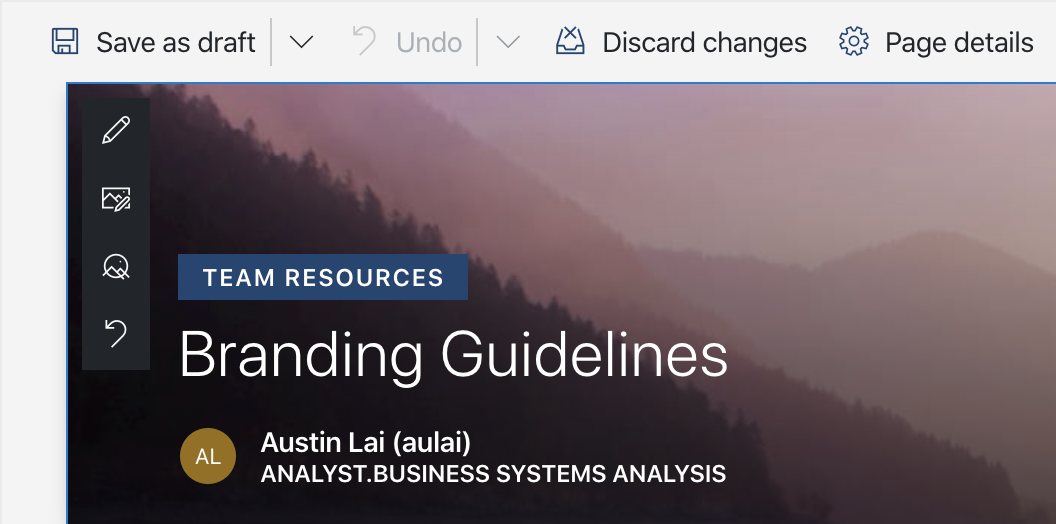 Save as draft Undo Discard changes Page details
TEAM RESOURCES
Branding Guidelines
AL
Austin Lai (aulai)
ANALYST.BUSINESS SYSTEMS ANALYSIS